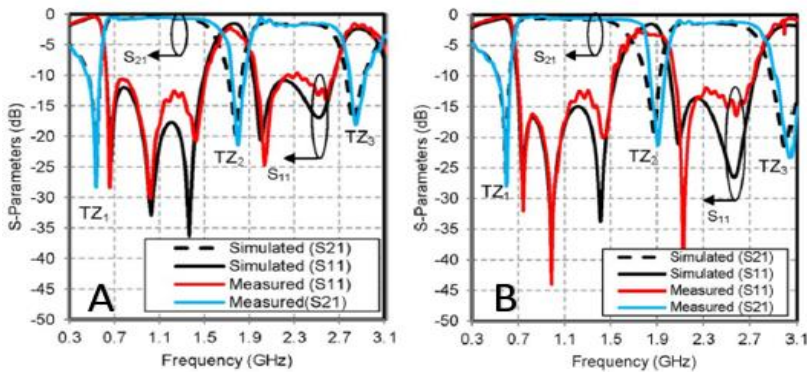 0
-5
-10
-15
-20
-25
-30
-35
-40
-45
-50
S-Parameters (dB)
S21
TZ1
TZ2
TZ3
S11
Simulated (S21)
Simulated (S11)
Measured (S11)
Measured(S21)
A
0.3 0.7 1.1 1.5 1.9 2.3 2.7 3.1
Frequency (GHz)
0
-5
-10
-15
-20
-25
-30
-35
-40
-45
-50
S-Parameters (dB)
S21
TZ1
TZ2
TZ3
S11
Simulated (S21)
Simulated (S11)
Measured (S11)
Measured (S21)
B
0.3 0.7 1.1 1.5 1.9 2.3 2.7 3.1
Frequency (GHz)